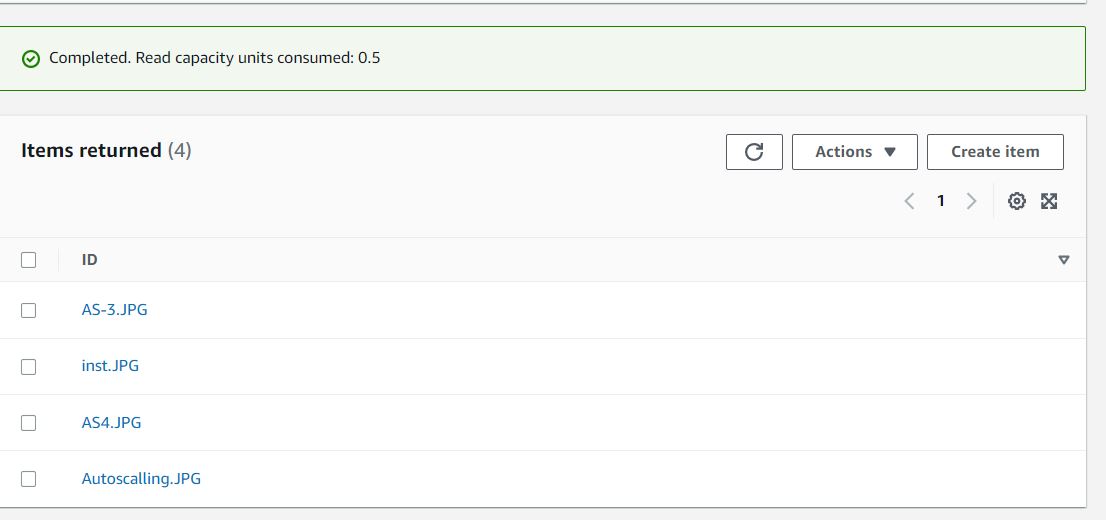 Completed. Read capacity units consumed: 0.5
Items returned (4)
Actions
Create item
1
ID
AS-3.JPG
inst.JPG
AS4.JPG
Autoscalling.JPG